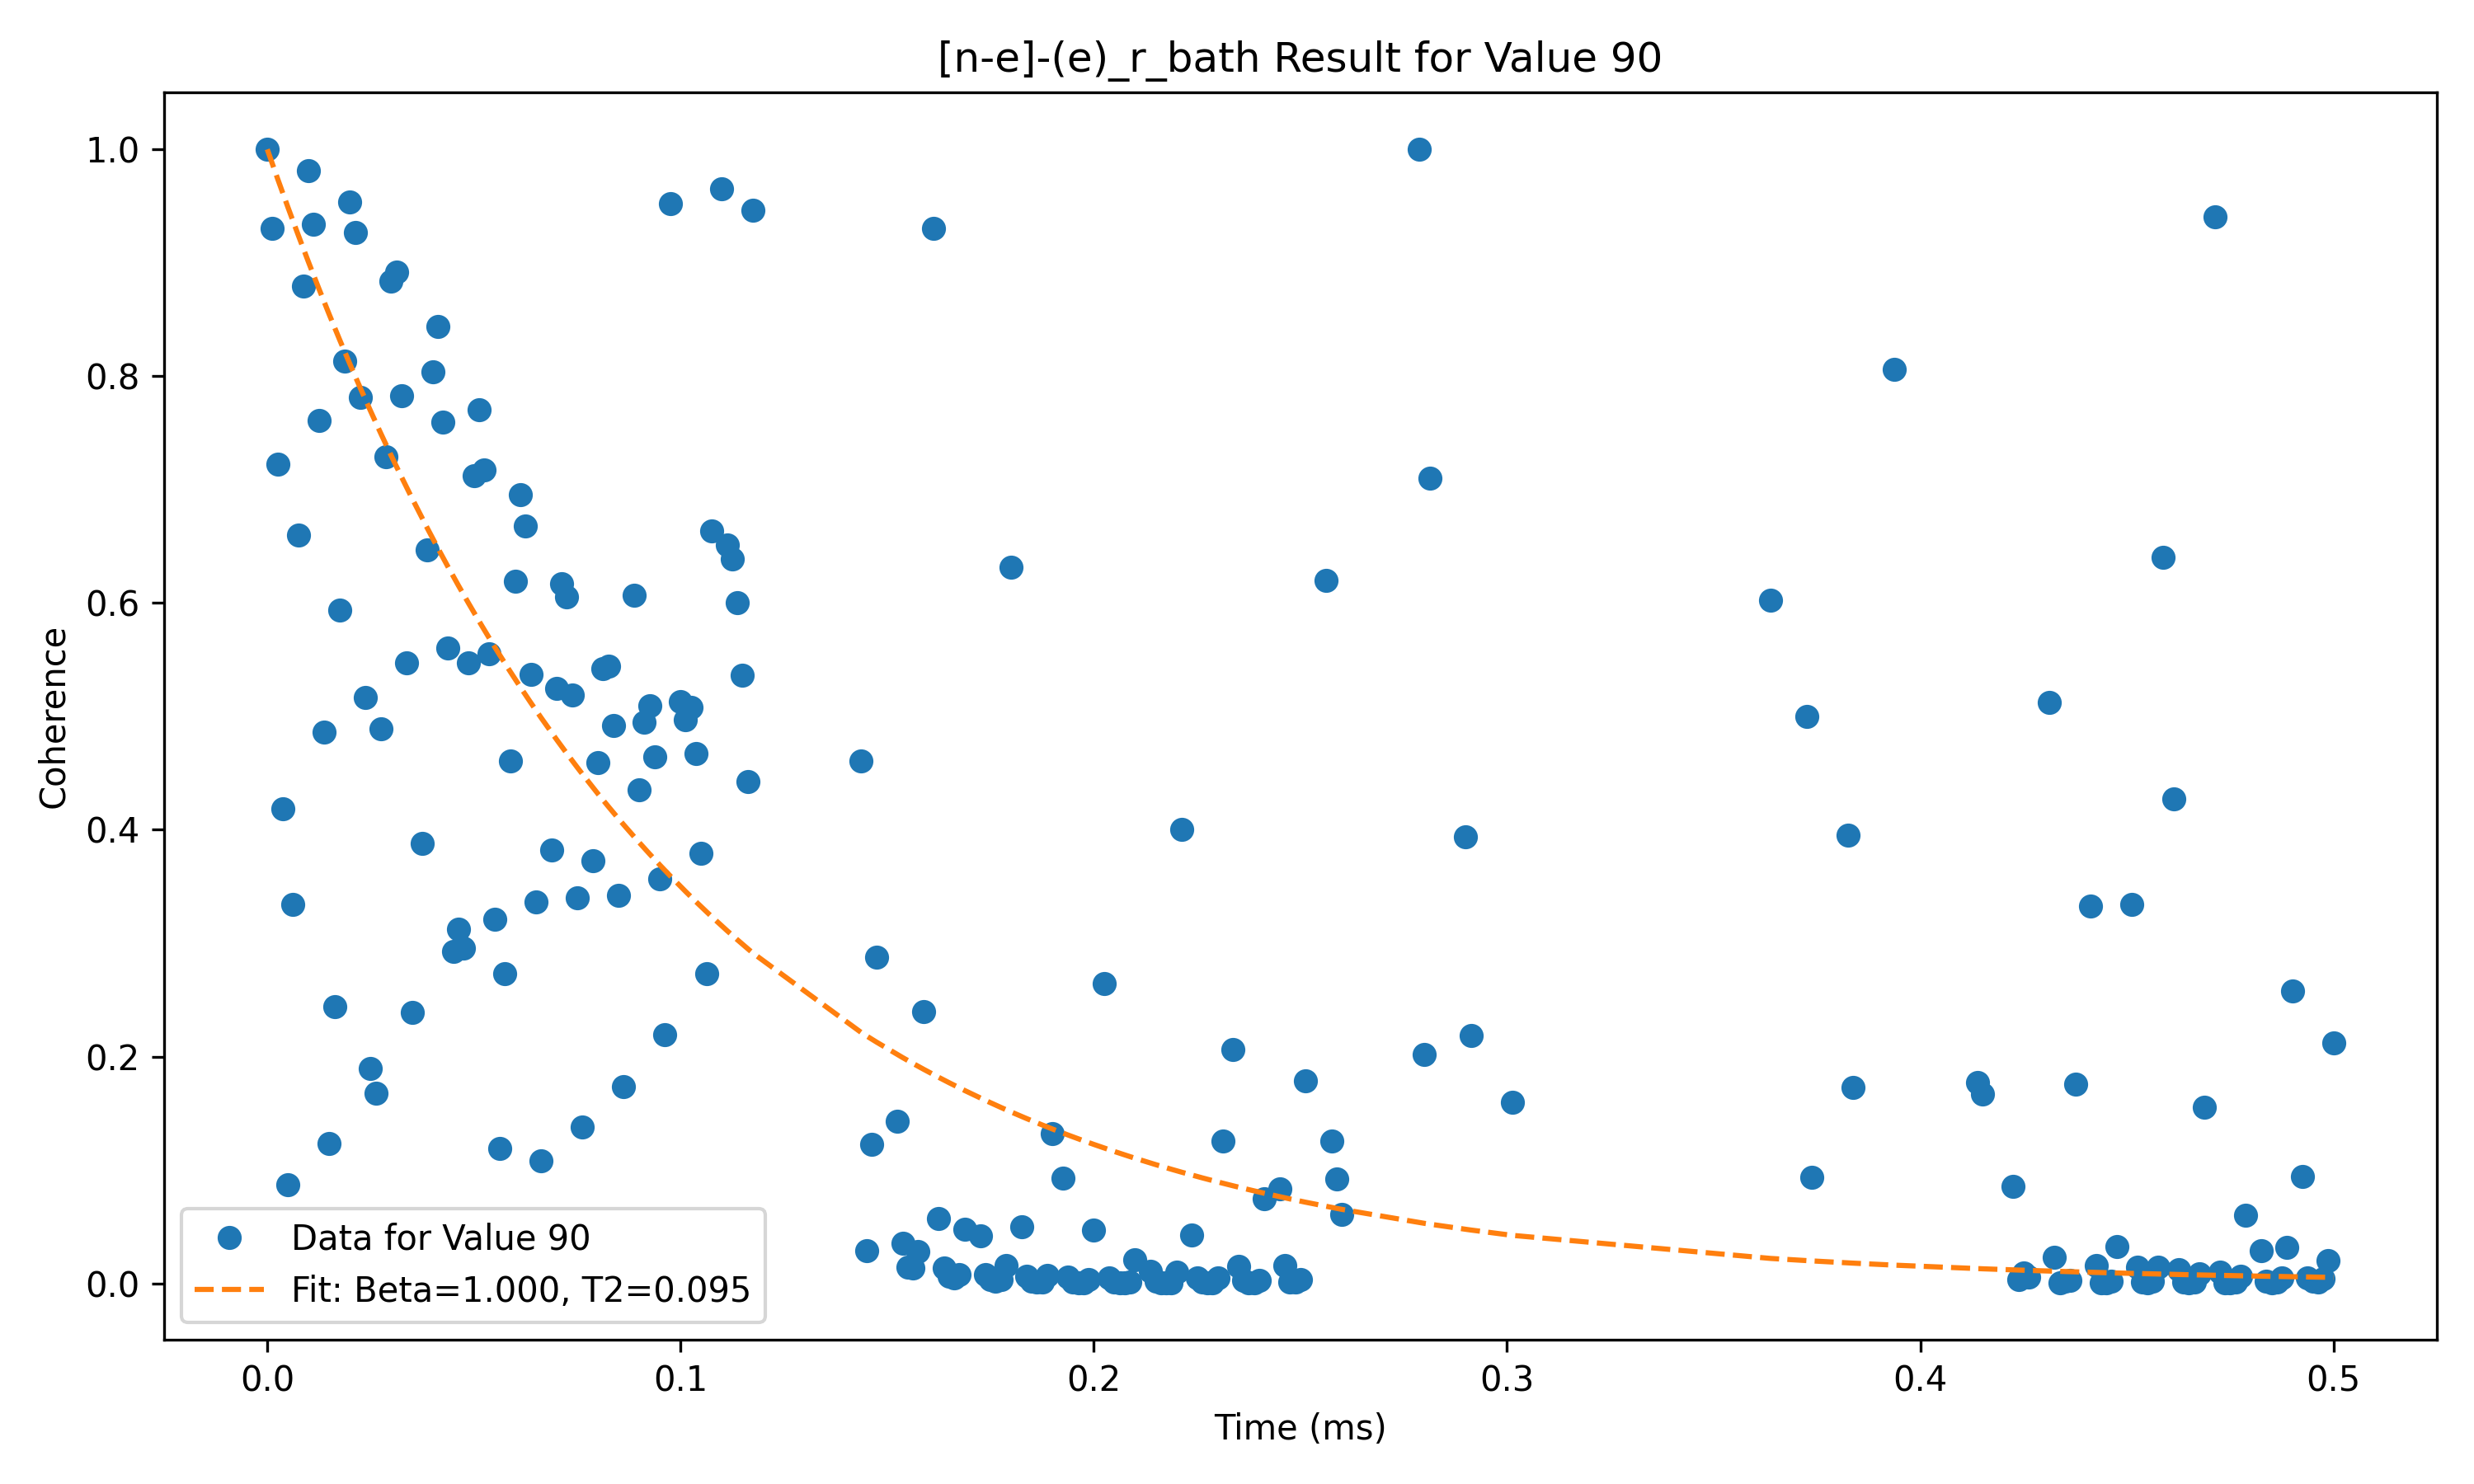 [n-e]-(e)_r_bath Result for Value 90
Coherence
1.0
0.8
0.6
0.4
0.2
0.0
Data for Value 90
Fit: Beta=1.000, T2=0.095
0.0 0.1 0.2 0.3 0.4 0.5
Time (ms)